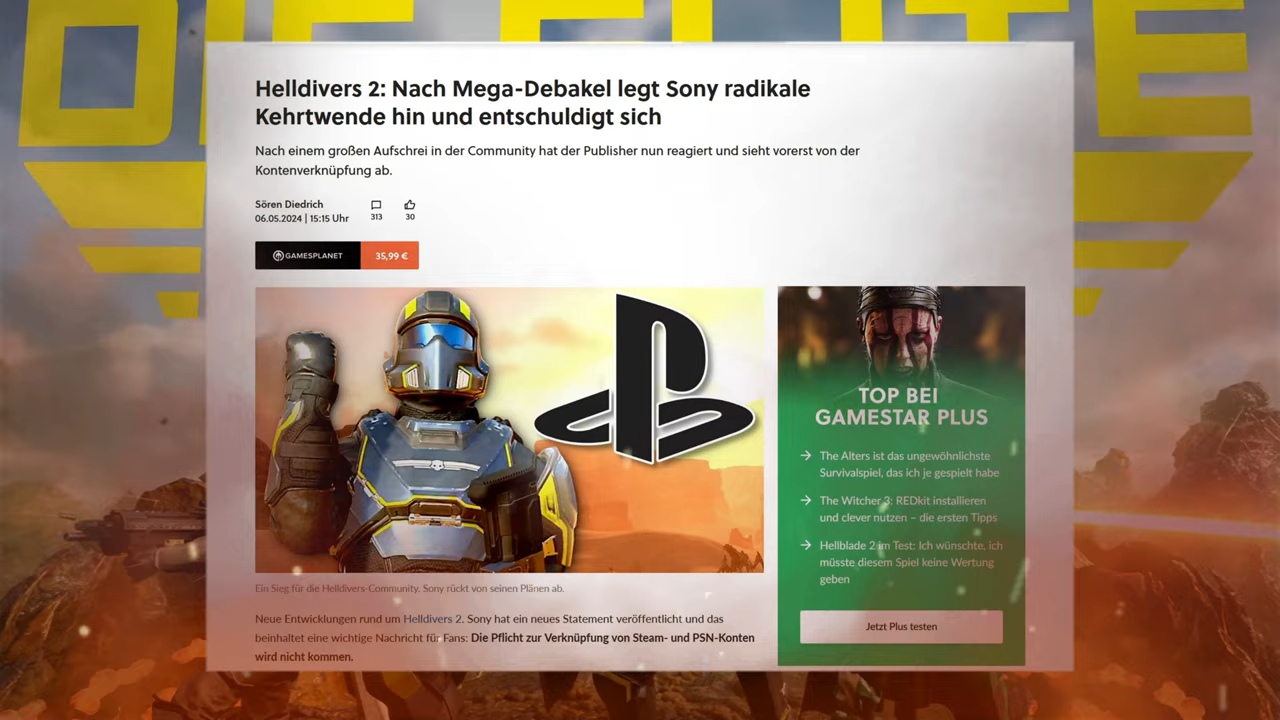 DIE ELITE
Helldivers 2: Nach Mega-Debakel legt Sony radikale
Kehrtwende hin und entschuldigt sich
Nach einem großen Aufschrei in der Community hat der Publisher nun reagiert und sieht vorerst von der
Kontenverknüpfung ab.
Sören Diedrich
06.05.2024 | 15:15 Uhr
313
30
GAMESPLANET
35,99 €
Ein Sieg für die Helldivers-Community. Sony rückt von seinen Plänen ab.
Neue Entwicklungen rund um Helldivers 2. Sony hat ein neues Statement veröffentlicht und das
beinhaltet eine wichtige Nachricht für Fans: Die Pflicht zur Verknüpfung von Steam- und PSN-Konten
wird nicht kommen.
TOP BEI
GAMESTAR PLUS
The Alters ist das ungewöhnlichste
Survivalspiel, das ich je gespielt habe
The Witcher 3: REDkit installieren
und clever nutzen – die ersten Tipps
Hellblade 2 im Test: Ich wünschte, ich
müsste diesem Spiel keine Wertung
geben
Jetzt Plus testen